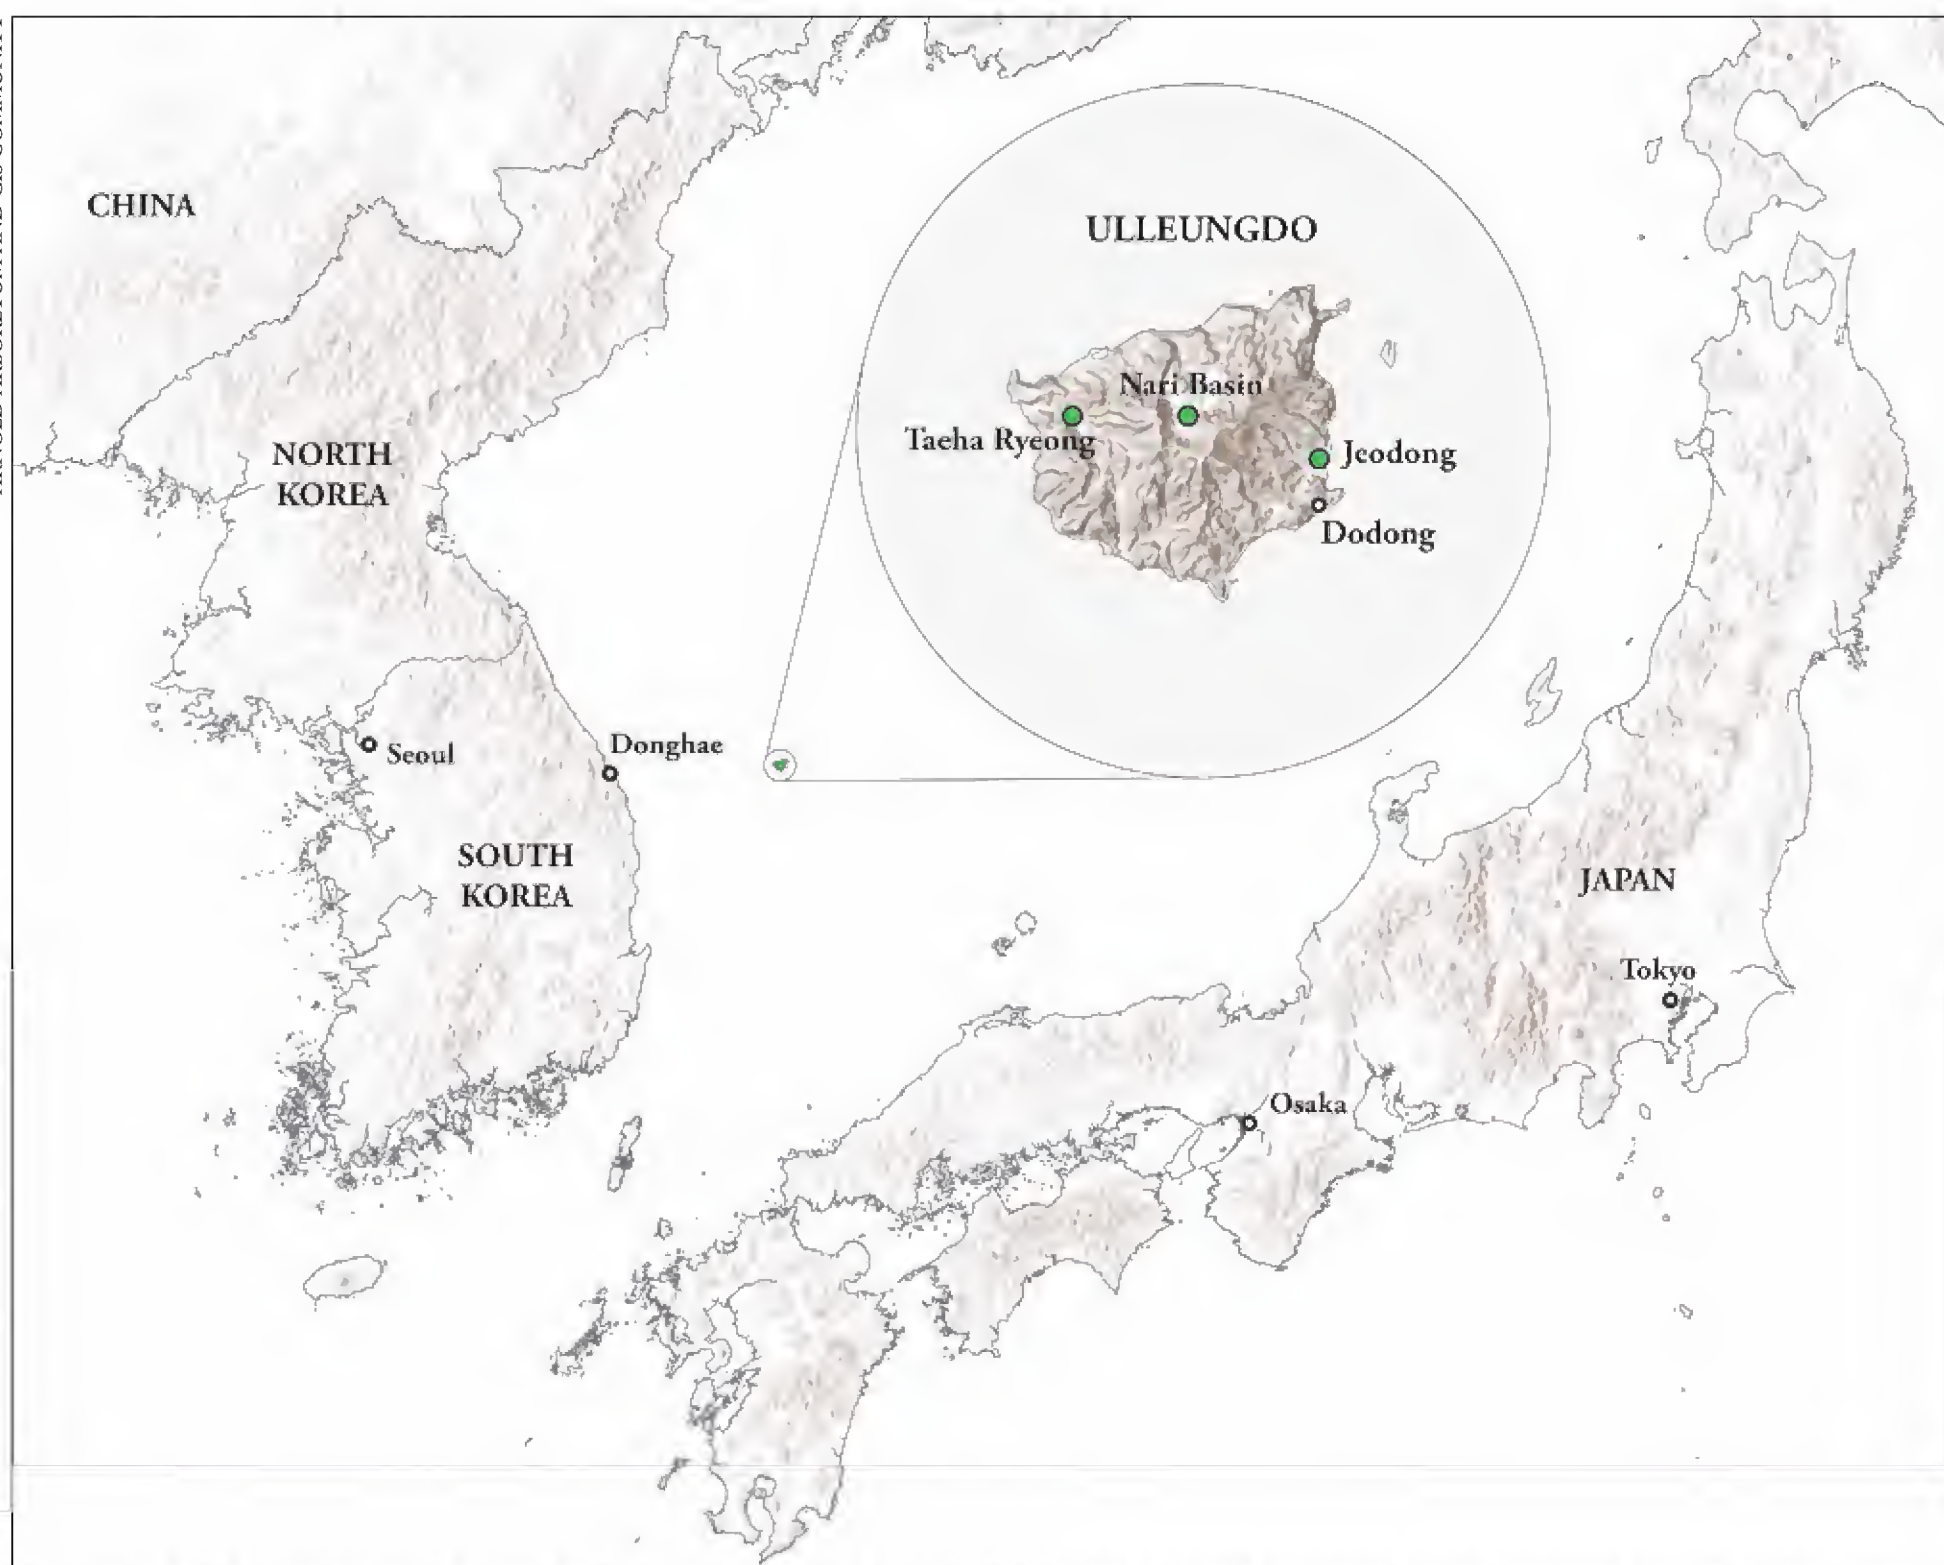 CHINA
ULLEUNGDO
Nari Basin
Taeha Ryeong
Jeodong
Dodong
NORTH
KOREA
Seoul
Donghae
SOUTH
KOREA
JAPAN
Tokyo
Osaka